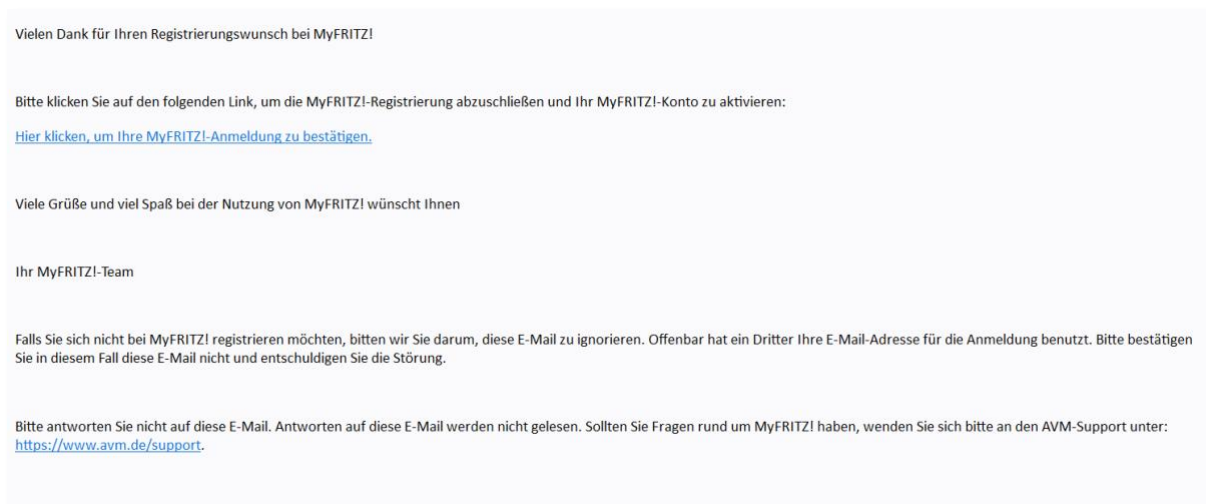 Vielen Dank für Ihren Registrierungswunsch bei MyFRITZ!
Bitte klicken Sie auf den folgenden Link, um die MyFRITZ!-Registrierung abzuschließen und Ihr MyFRITZ!-Konto zu aktivieren:
Hier klicken, um Ihre MyFRITZ!-Anmeldung zu bestätigen.
Viele Grüße und viel Spaß bei der Nutzung von MyFRITZ! wünscht Ihnen
Ihr MyFRITZ!-Team
Falls Sie sich nicht bei MyFRITZ! registrieren möchten, bitten wir Sie darum, diese E-Mail zu ignorieren. Offenbar hat ein Dritter Ihre E-Mail-Adresse für die Anmeldung benutzt. Bitte bestätigen
Sie in diesem Fall diese E-Mail nicht und entschuldigen Sie die Störung.
Bitte antworten Sie nicht auf diese E-Mail. Antworten auf diese E-Mail werden nicht gelesen. Sollten Sie Fragen rund um MyFRITZ! haben, wenden Sie sich bitte an den AVM-Support unter:
https://www.avm.de/support.